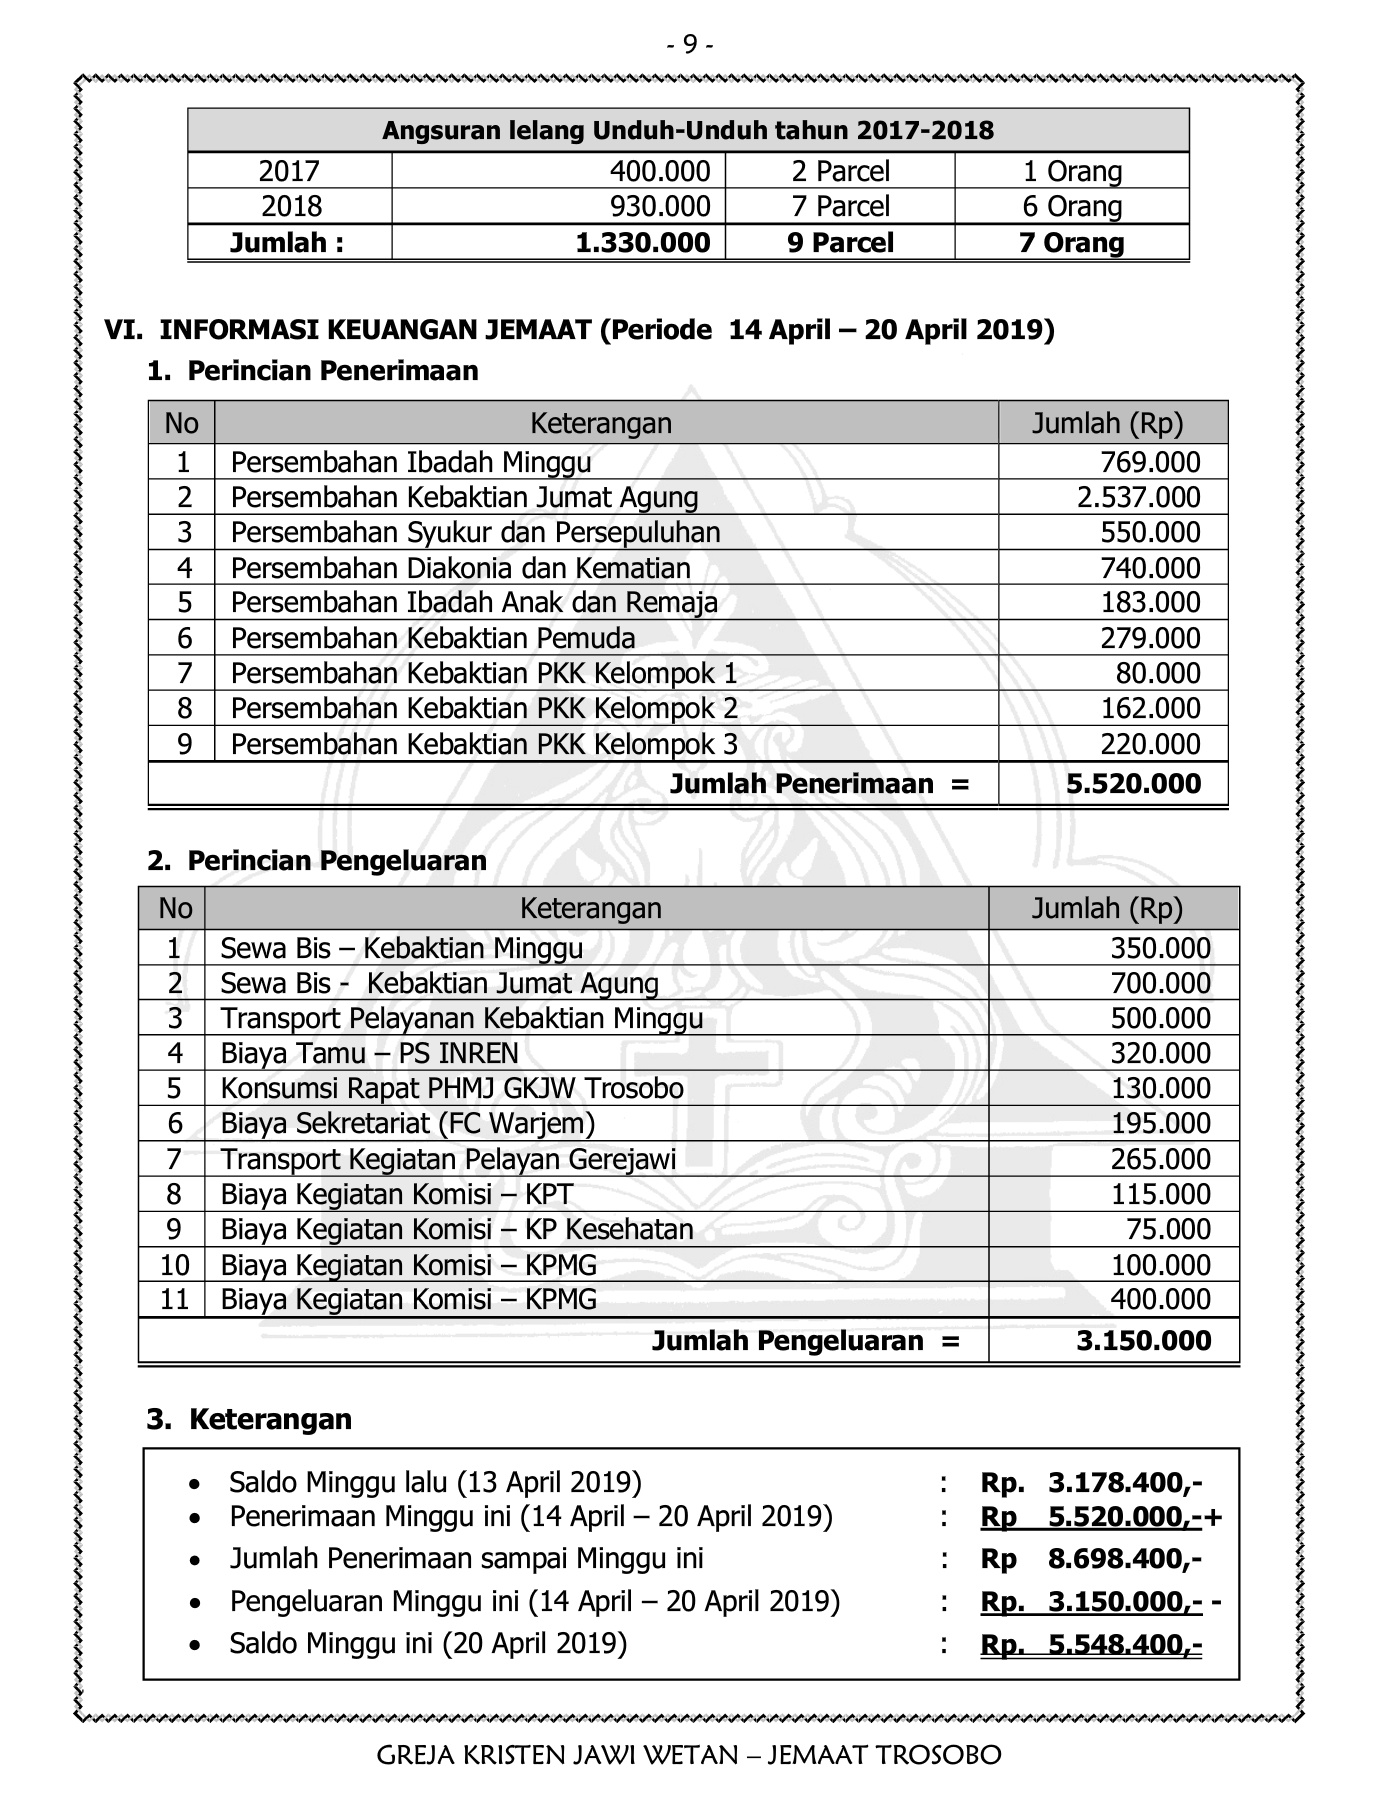 - 9 -
Angsuran lelang Unduh-Unduh tahun 2017-2018
2017 400.000 2 Parcel 1 Orang
2018 930.000 7 Parcel 6 Orang
Jumlah : 1.330.000 9 Parcel 7 Orang
VI. INFORMASI KEUANGAN JEMAAT (Periode 14 April – 20 April 2019)
1. Perincian Penerimaan
No Keterangan Jumlah (Rp)
1 Persembahan Ibadah Minggu 769.000
2 Persembahan Kebaktian Jumat Agung 2.537.000
3 Persembahan Syukur dan Persepuluhan 550.000
4 Persembahan Diakonia dan Kematian 740.000
5 Persembahan Ibadah Anak dan Remaja 183.000
6 Persembahan Kebaktian Pemuda 279.000
7 Persembahan Kebaktian PKK Kelompok 1 80.000
8 Persembahan Kebaktian PKK Kelompok 2 162.000
9 Persembahan Kebaktian PKK Kelompok 3 220.000
Jumlah Penerimaan = 5.520.000
2. Perincian Pengeluaran
No Keterangan Jumlah (Rp)
1 Sewa Bis – Kebaktian Minggu 350.000
2 Sewa Bis - Kebaktian Jumat Agung 700.000
3 Transport Pelayanan Kebaktian Minggu 500.000
4 Biaya Tamu – PS INREN 320.000
5 Konsumsi Rapat PHMJ GKJW Trosobo 130.000
6 Biaya Sekretariat (FC Warjem) 195.000
7 Transport Kegiatan Pelayan Gerejawi 265.000
8 Biaya Kegiatan Komisi – KPT 115.000
9 Biaya Kegiatan Komisi – KP Kesehatan 75.000
10 Biaya Kegiatan Komisi – KPMG 100.000
11 Biaya Kegiatan Komisi – KPMG 400.000
Jumlah Pengeluaran = 3.150.000
3. Keterangan
• Saldo Minggu lalu (13 April 2019) : Rp. 3.178.400,-
• Penerimaan Minggu ini (14 April – 20 April 2019) : Rp 5.520.000,-+
• Jumlah Penerimaan sampai Minggu ini : Rp 8.698.400,-
• Pengeluaran Minggu ini (14 April – 20 April 2019) : Rp. 3.150.000,- -
• Saldo Minggu ini (20 April 2019) : Rp. 5.548.400,-
GREJA KRISTEN JAWI WETAN – JEMAAT TROSOBO